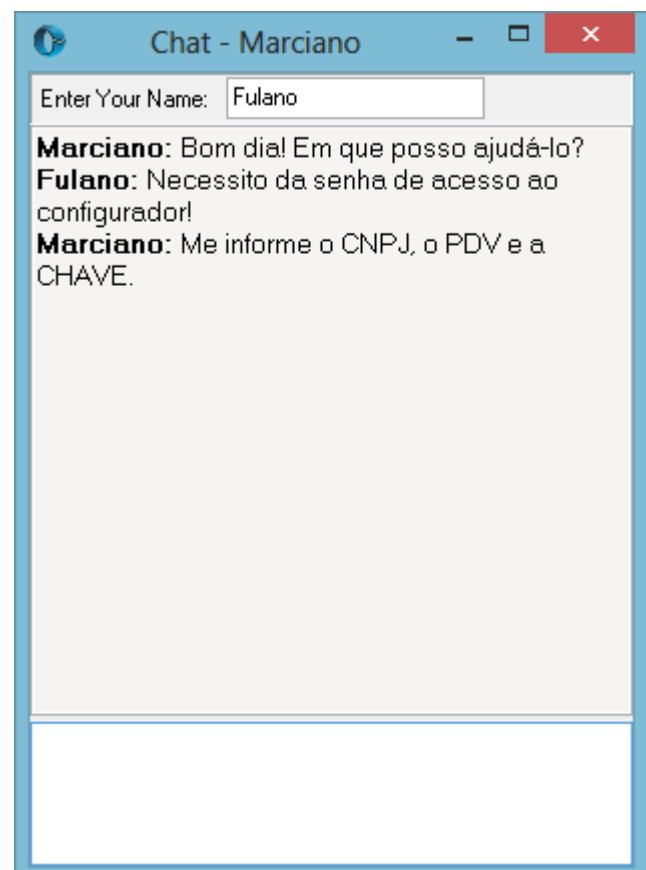 Chat - Marciano
Enter Your Name: Fulano
Marciano: Bom dia! Em que posso ajudá-lo?
Fulano: Necessito da senha de acesso ao
configurador!
Marciano: Me informe o CNPJ, o PDV e a
CHAVE.